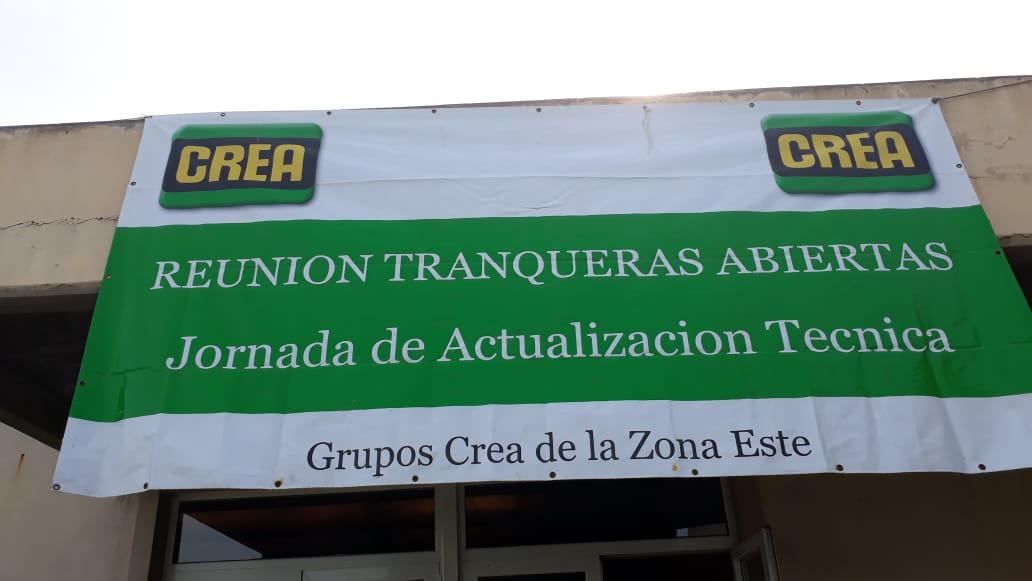 CREA
CREA
REUNION TRANQUERAS ABIERTAS
Jornada de Actualizacion Tecnica
Grupos Crea de la Zona Este